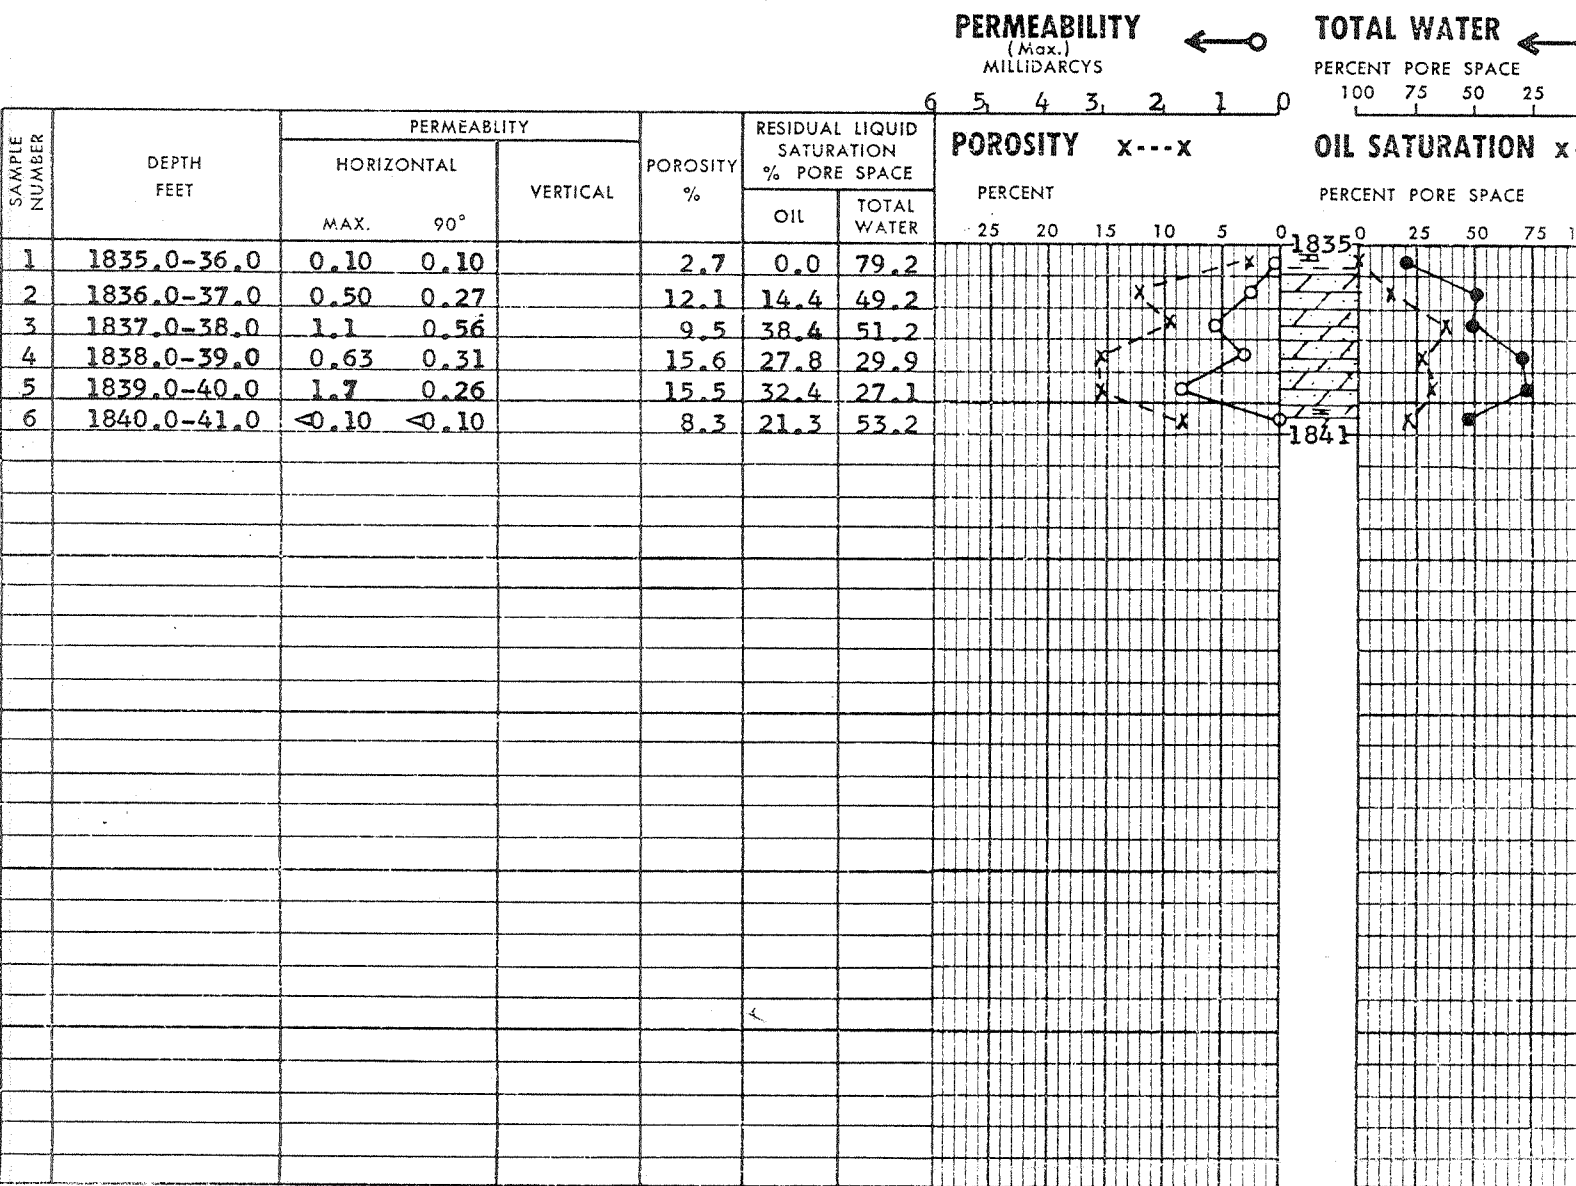 PERMEABILITY
(Max.)
MILLIDARCYS
6 5 4 3 2 1 0
TOTAL WATER
PERCENT PORE SPACE
100 75 50 25
SAMPLE NUMBER
DEPTH
FEET
PERMEABLITY
HORIZONTAL
MAX. 90°
VERTICAL
POROSITY
%
RESIDUAL LIQUID
SATURATION
% PORE SPACE
OIL
TOTAL
WATER
POROSITY x---x
PERCENT
25 20 15 10 5 0
OIL SATURATION x
PERCENT PORE SPACE
0 25 50 75 1
1835
1 1835.0-36.0 0.10 0.10 2.7 0.0 79.2
2 1836.0-37.0 0.50 0.27 12.1 14.4 49.2
3 1837.0-38.0 1.1 0.56 9.5 38.4 51.2
4 1838.0-39.0 0.63 0.31 15.6 27.8 29.9
5 1839.0-40.0 1.7 0.26 15.5 32.4 27.1
6 1840.0-41.0 <0.10 <0.10 8.3 21.3 53.2
1841